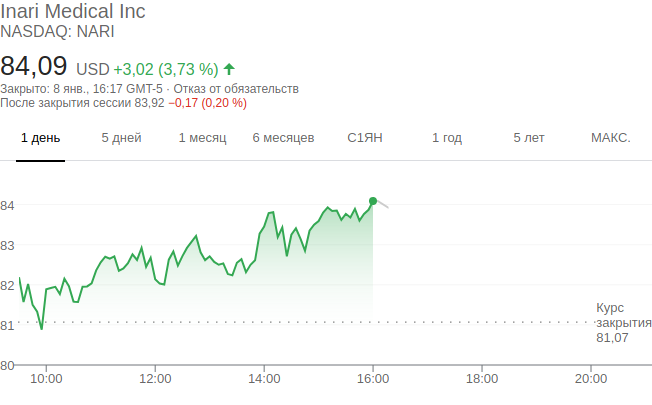 Inari Medical Inc
NASDAQ: NARI
84,09 USD +3,02 (3,73 %)
Закрыто: 8 янв., 16:17 GMT-5 · Отказ от обязательств
После закрытия сессии 83,92 −0,17 (0,20 %)
1 день 5 дней 1 месяц 6 месяцев С1ЯН 1 год 5 лет МАКС.
84
83
82
81
80
Курс
закрытия
81,07
10:00 12:00 14:00 16:00 18:00 20:00